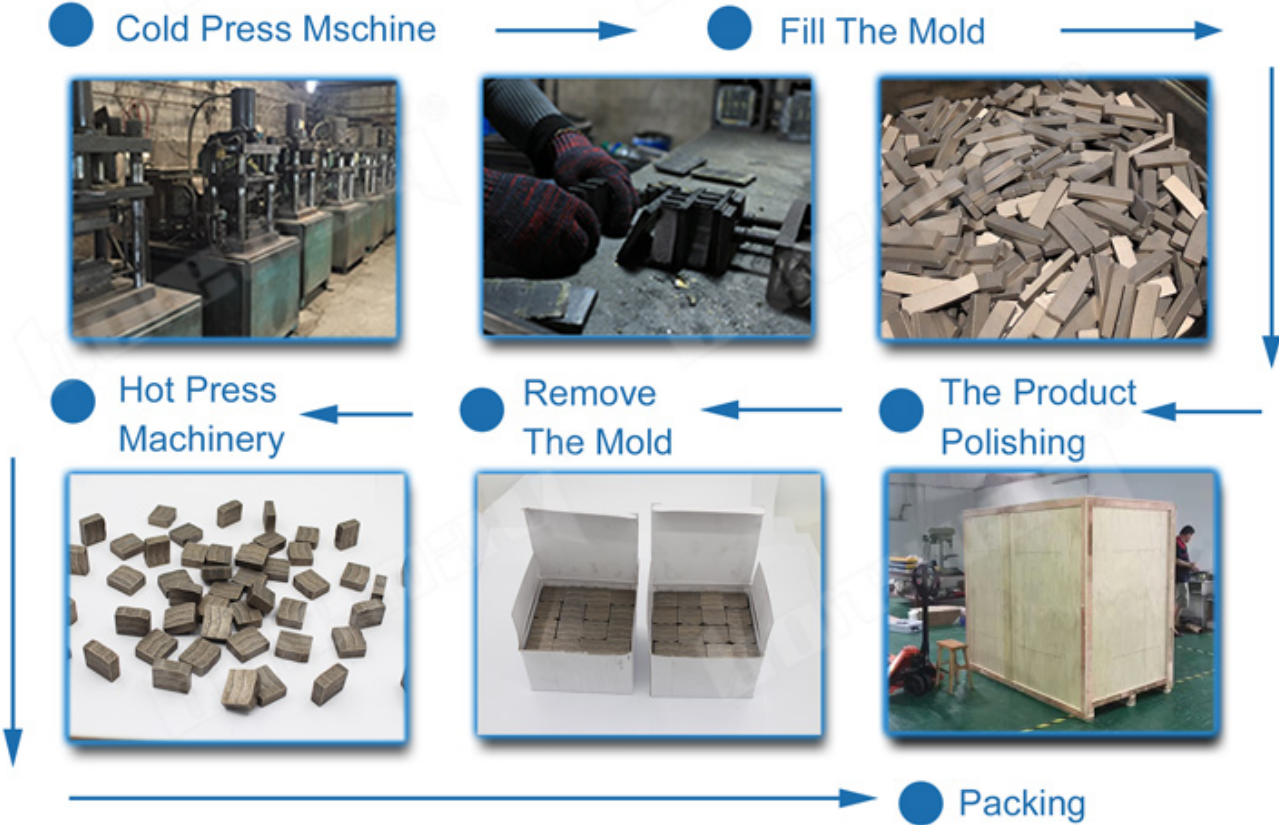 Cold Press Mschine
Fill The Mold
Hot Press
Machinery
Remove
The Mold
The Product
Polishing
Packing